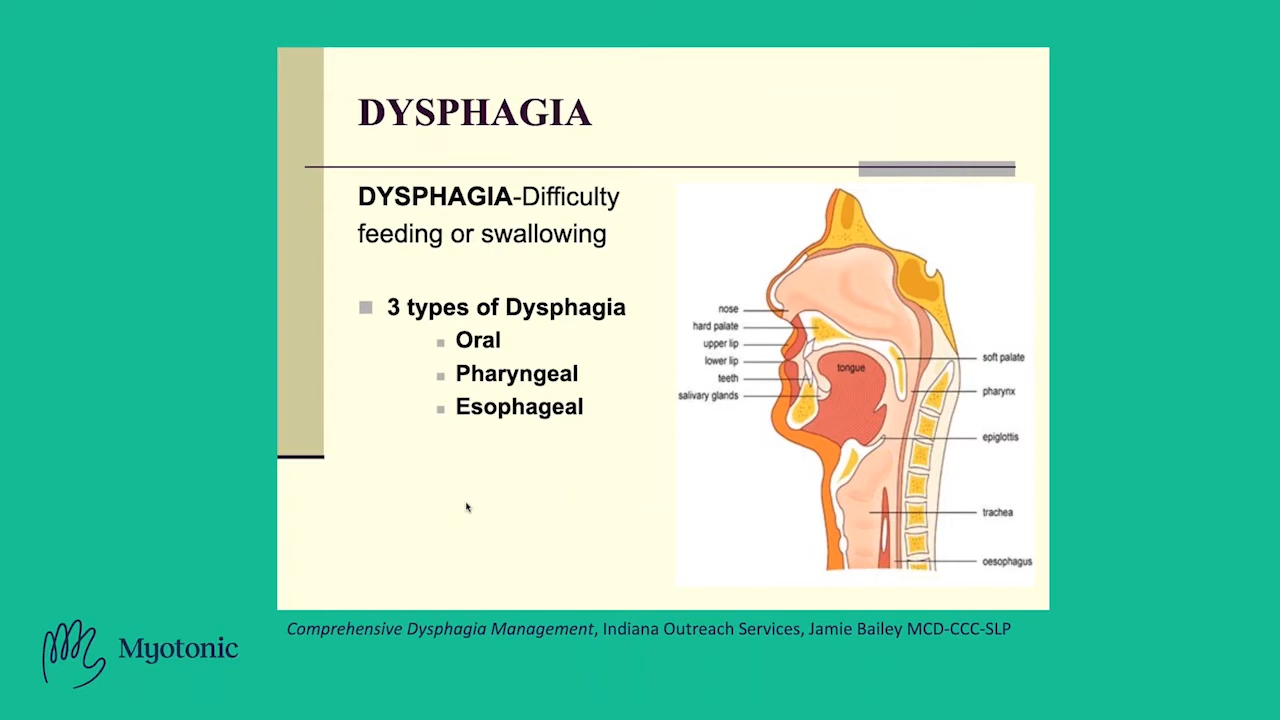 DYSPHAGIA
DYSPHAGIA-Difficulty
feeding or swallowing
3 types of Dysphagia
Oral
Pharyngeal
Esophageal
nose
hard palate
upper lip
lower lip
teeth
salivary glands
tongue
soft palate
pharynx
epiglottis
trachea
oesophagus
Comprehensive Dysphagia Management, Indiana Outreach Services, Jamie Bailey MCD-CCC-SLP
Myotonic